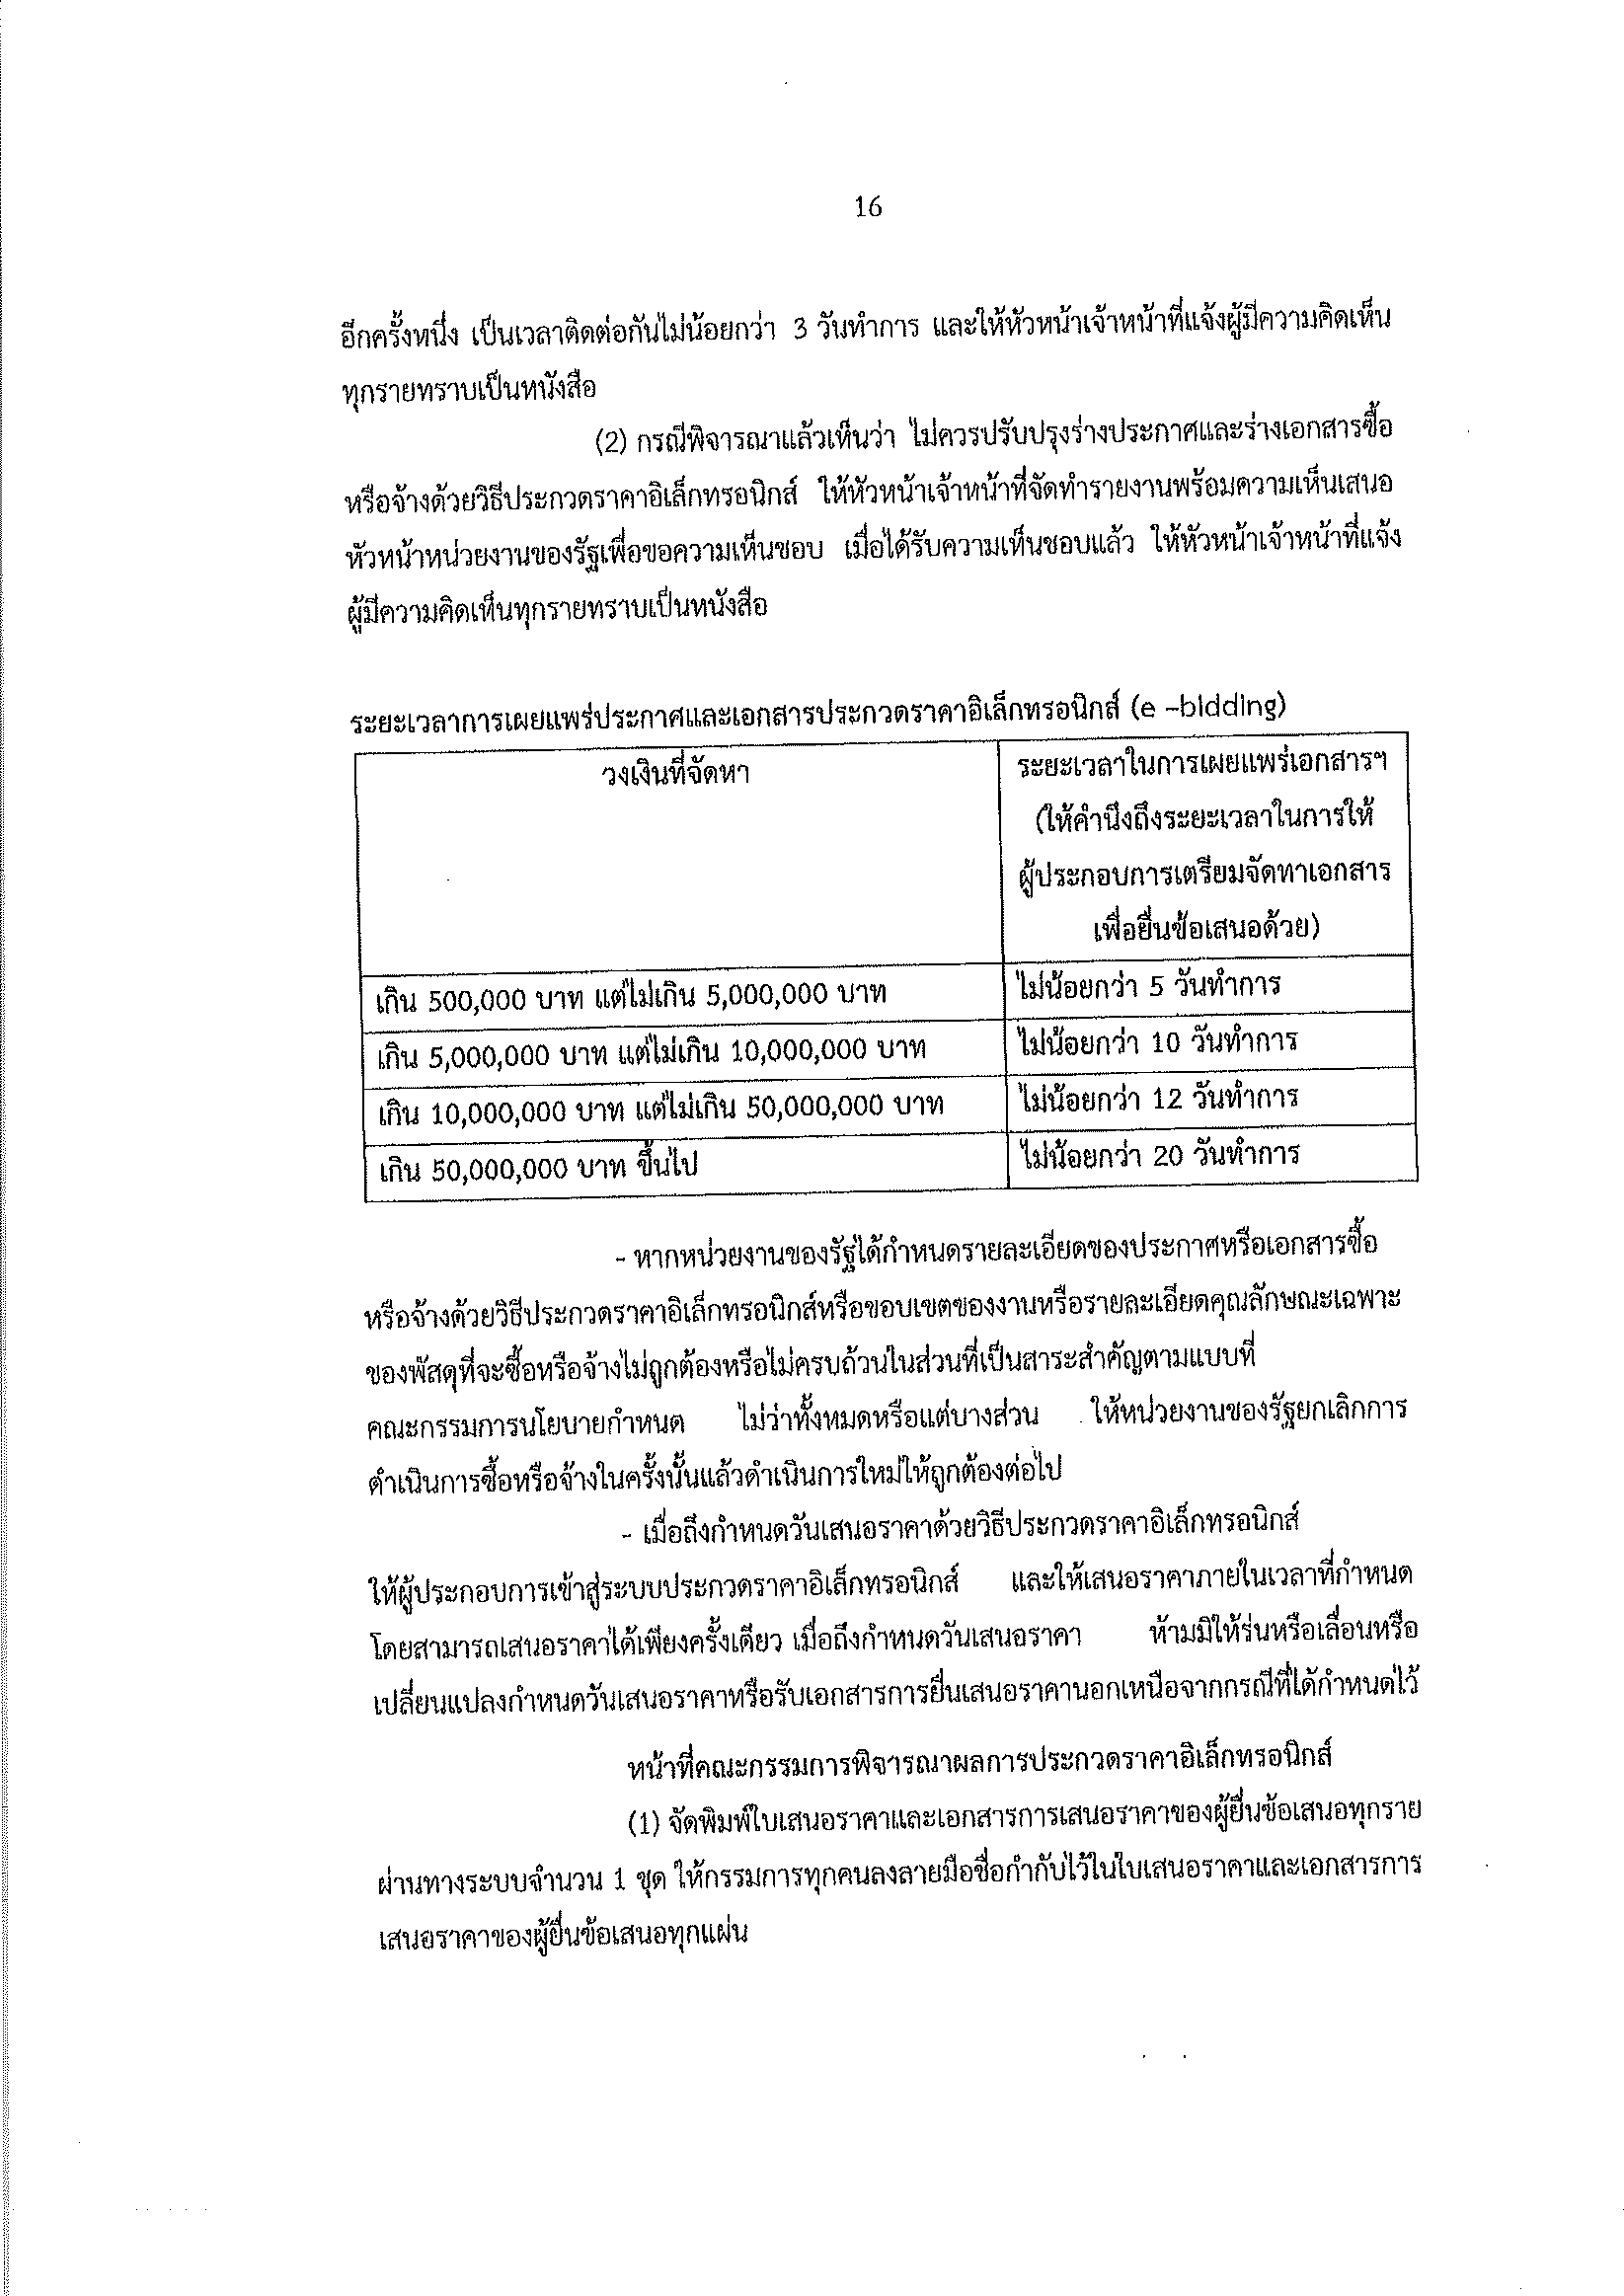 16
อีกครั้งหนึ่ง เป็นเวลาติดต่อกันไม่น้อยกว่า 3 วันทำการ และให้หัวหน้าเจ้าหน้าที่แจ้งผู้มีความคิดเห็น
ทุกรายทราบเป็นหนังสือ
(2) กรณีพิจารณาแล้วเห็นว่า ไม่ควรปรับปรุงร่างประกาศและร่างเอกสารซื้อ
หรือจ้างด้วยวิธีประกวดราคาอิเล็กทรอนิกส์ ให้หัวหน้าเจ้าหน้าที่จัดทำรายงานพร้อมความเห็นเสนอ
หัวหน้าหน่วยงานของรัฐเพื่อขอความเห็นชอบ เมื่อได้รับความเห็นชอบแล้ว ให้หัวหน้าเจ้าหน้าที่แจ้ง
ผู้มีความคิดเห็นทุกรายทราบเป็นหนังสือ
ระยะเวลาการเผยแพร่ประกาศและเอกสารประกวดราคาอิเล็กทรอนิกส์ (e -bidding)
วงเงินที่จัดหา
ระยะเวลาในการเผยแพร่เอกสารฯ
(ให้คำนึงถึงระยะเวลาในการให้
ผู้ประกอบการเตรียมจัดทาเอกสาร
เพื่อยื่นข้อเสนอด้วย)
เกิน 500,000 บาท แต่ไม่เกิน 5,000,000 บาท ไม่น้อยกว่า 5 วันทำการ
เกิน 5,000,000 บาท แต่ไม่เกิน 10,000,000 บาท ไม่น้อยกว่า 10 วันทำการ
เกิน 10,000,000 บาท แต่ไม่เกิน 50,000,000 บาท ไม่น้อยกว่า 12 วันทำการ
เกิน 50,000,000 บาท ขึ้นไป ไม่น้อยกว่า 20 วันทำการ
- หากหน่วยงานของรัฐได้กำหนดรายละเอียดของประกาศหรือเอกสารซื้อ
หรือจ้างด้วยวิธีประกวดราคาอิเล็กทรอนิกส์หรือขอบเขตของงานหรือรายละเอียดคุณลักษณะเฉพาะ
ของพัสดุที่จะซื้อหรือจ้างไม่ถูกต้องหรือไม่ครบถ้วนในส่วนที่เป็นสาระสำคัญตามแบบที่
คณะกรรมการนโยบายกำหนด ไม่ว่าทั้งหมดหรือแต่บางส่วน ให้หน่วยงานของรัฐยกเลิกการ
ดำเนินการซื้อหรือจ้างในครั้งนั้นแล้วดำเนินการใหม่ให้ถูกต้องต่อไป
- เมื่อถึงกำหนดวันเสนอราคาด้วยวิธีประกวดราคาอิเล็กทรอนิกส์
ให้ผู้ประกอบการเข้าสู่ระบบประกวดราคาอิเล็กทรอนิกส์ และให้เสนอราคาภายในเวลาที่กำหนด
โดยสามารถเสนอราคาได้เพียงครั้งเดียว เมื่อถึงกำหนดวันเสนอราคา ห้ามมิให้ร่นหรือเลื่อนหรือ
เปลี่ยนแปลงกำหนดวันเสนอราคาหรือรับเอกสารการยื่นเสนอราคานอกเหนือจากกรณีที่ได้กำหนดไว้
หน้าที่คณะกรรมการพิจารณาผลการประกวดราคาอิเล็กทรอนิกส์
(1) จัดพิมพ์ใบเสนอราคาและเอกสารการเสนอราคาของผู้ยื่นข้อเสนอทุกราย
ผ่านทางระบบจำนวน 1 ชุด ให้กรรมการทุกคนลงลายมือชื่อกำกับไว้ในใบเสนอราคาและเอกสารการ
เสนอราคาของผู้ยื่นข้อเสนอทุกแผ่น